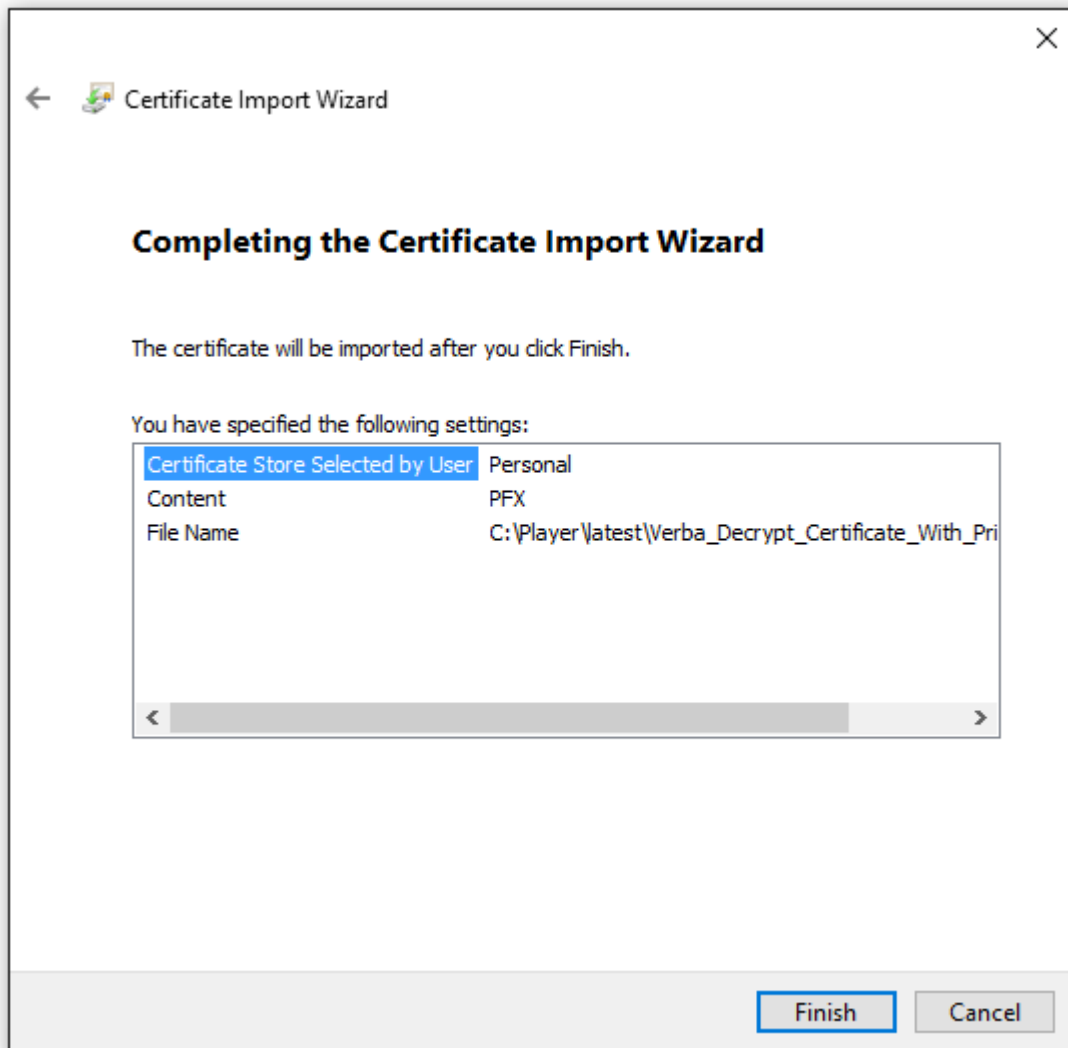 Certificate Import Wizard
Completing the Certificate Import Wizard
The certificate will be imported after you click Finish.
You have specified the following settings:
Certificate Store Selected by User Personal
Content PFX
File Name C:\Player\latest\Verba_Decrypt_Certificate_With_Pri
Finish Cancel